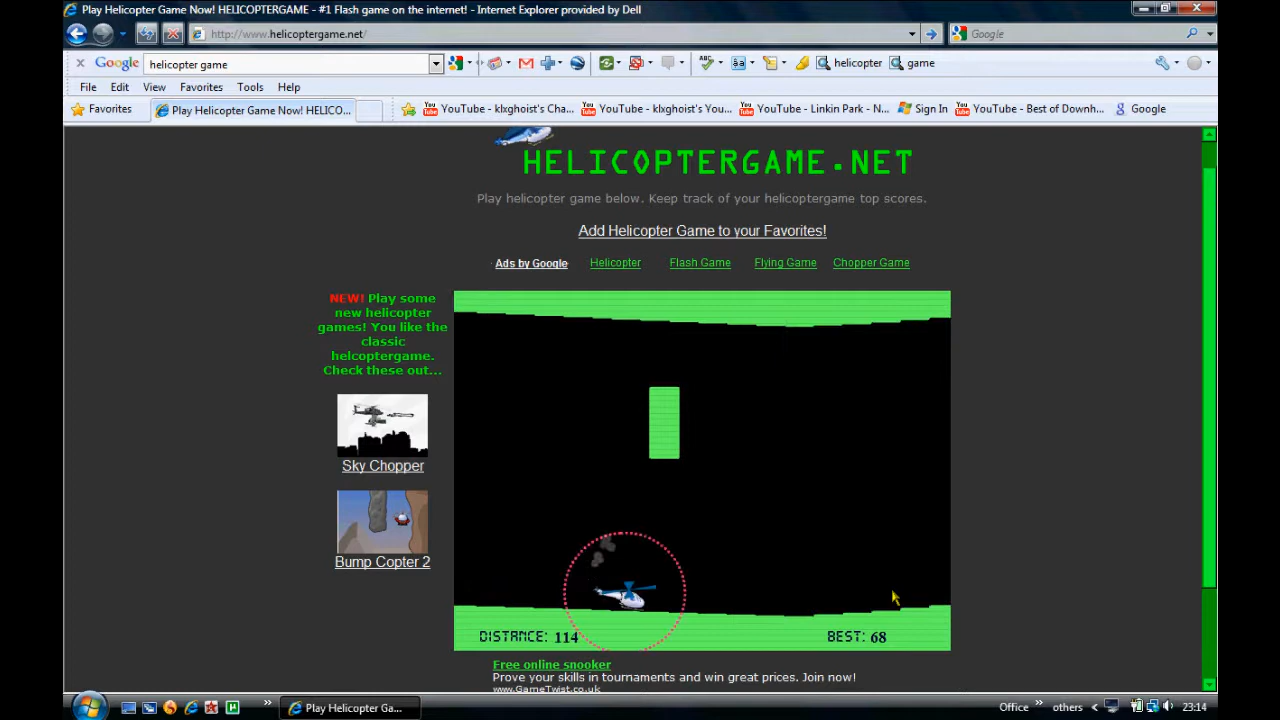 Play Helicopter Game Now! HELICOPTERGAME - #1 Flash game on the internet! - Internet Explorer provided by Dell
http://www.helicoptergame.net/
Google
Google
helicopter game
helicopter
game
File Edit View Favorites Tools Help
Favorites
Play Helicopter Game Now! HELICO...
YouTube - klxghoist's Cha...
YouTube - klxghoist's You...
YouTube - Linkin Park - N...
Sign In
YouTube - Best of Downh...
Google
HELICOPTERGAME.NET
Play helicopter game below. Keep track of your helicoptergame top scores.
Add Helicopter Game to your Favorites!
Ads by Google Helicopter Flash Game Flying Game Chopper Game
NEW! Play some
new helicopter
games! You like the
classic
helcoptergame.
Check these out...
Sky Chopper
Bump Copter 2
DISTANCE: 114
BEST: 68
Free online snooker
Prove your skills in tournaments and win great prices. Join now!
www.GameTwist.co.uk
Play Helicopter Ga...
Office
others
23:14